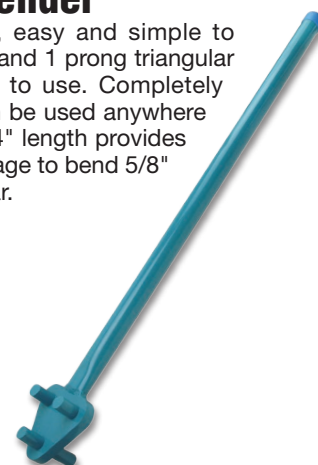 easy and simple to
and 1 prong triangular
to use. Completely
be used anywhere
4" length provides
age to bend 5/8"